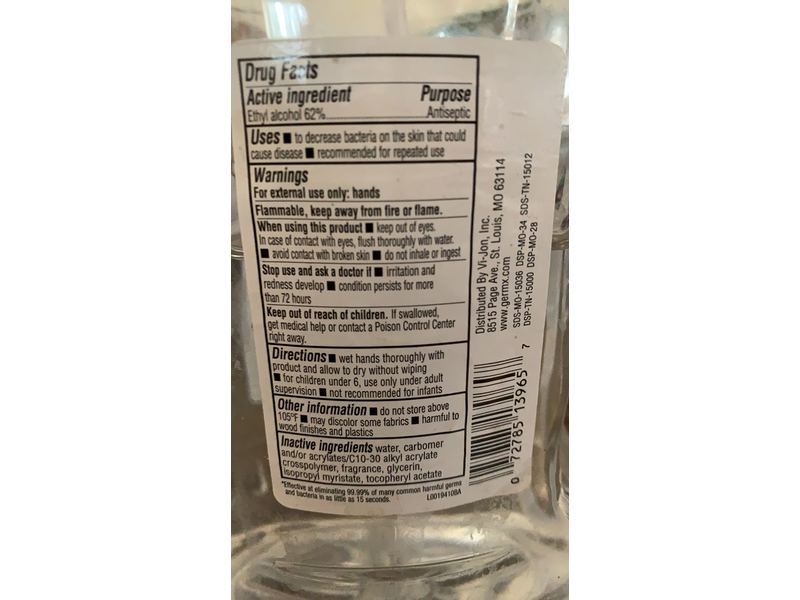 Drug Facts
Active ingredient Purpose
Ethyl alcohol 62% Antiseptic
Uses ■ to decrease bacteria on the skin that could
cause disease ■ recommended for repeated use
Warnings
For external use only: hands
Flammable, keep away from fire or flame.
When using this product ■ keep out of eyes.
In case of contact with eyes, flush thoroughly with water.
■ avoid contact with broken skin ■ do not inhale or ingest
Stop use and ask a doctor if ■ irritation and
redness develop ■ condition persists for more
than 72 hours
Keep out of reach of children. If swallowed,
get medical help or contact a Poison Control Center
right away.
Directions ■ wet hands thoroughly with
product and allow to dry without wiping
■ for children under 6, use only under adult
supervision ■ not recommended for infants
Other information ■ do not store above
105°F ■ may discolor some fabrics ■ harmful to
wood finishes and plastics
Inactive ingredients water, carbomer
and/or acrylates/C10-30 alkyl acrylate
crosspolymer, fragrance, glycerin,
isopropyl myristate, tocopheryl acetate
*Effective at eliminating 99.99% of many common harmful germs
and bacteria in as little as 15 seconds. L0019410BA
Distributed By Vi-Jon, Inc.
8515 Page Ave., St. Louis, MO 63114
www.germx.com
SDS-MO-15036 DSP-MO-34 SDS-TN-15012
DSP-TN-15000 DSP-MO-28
0 72785 13965 7